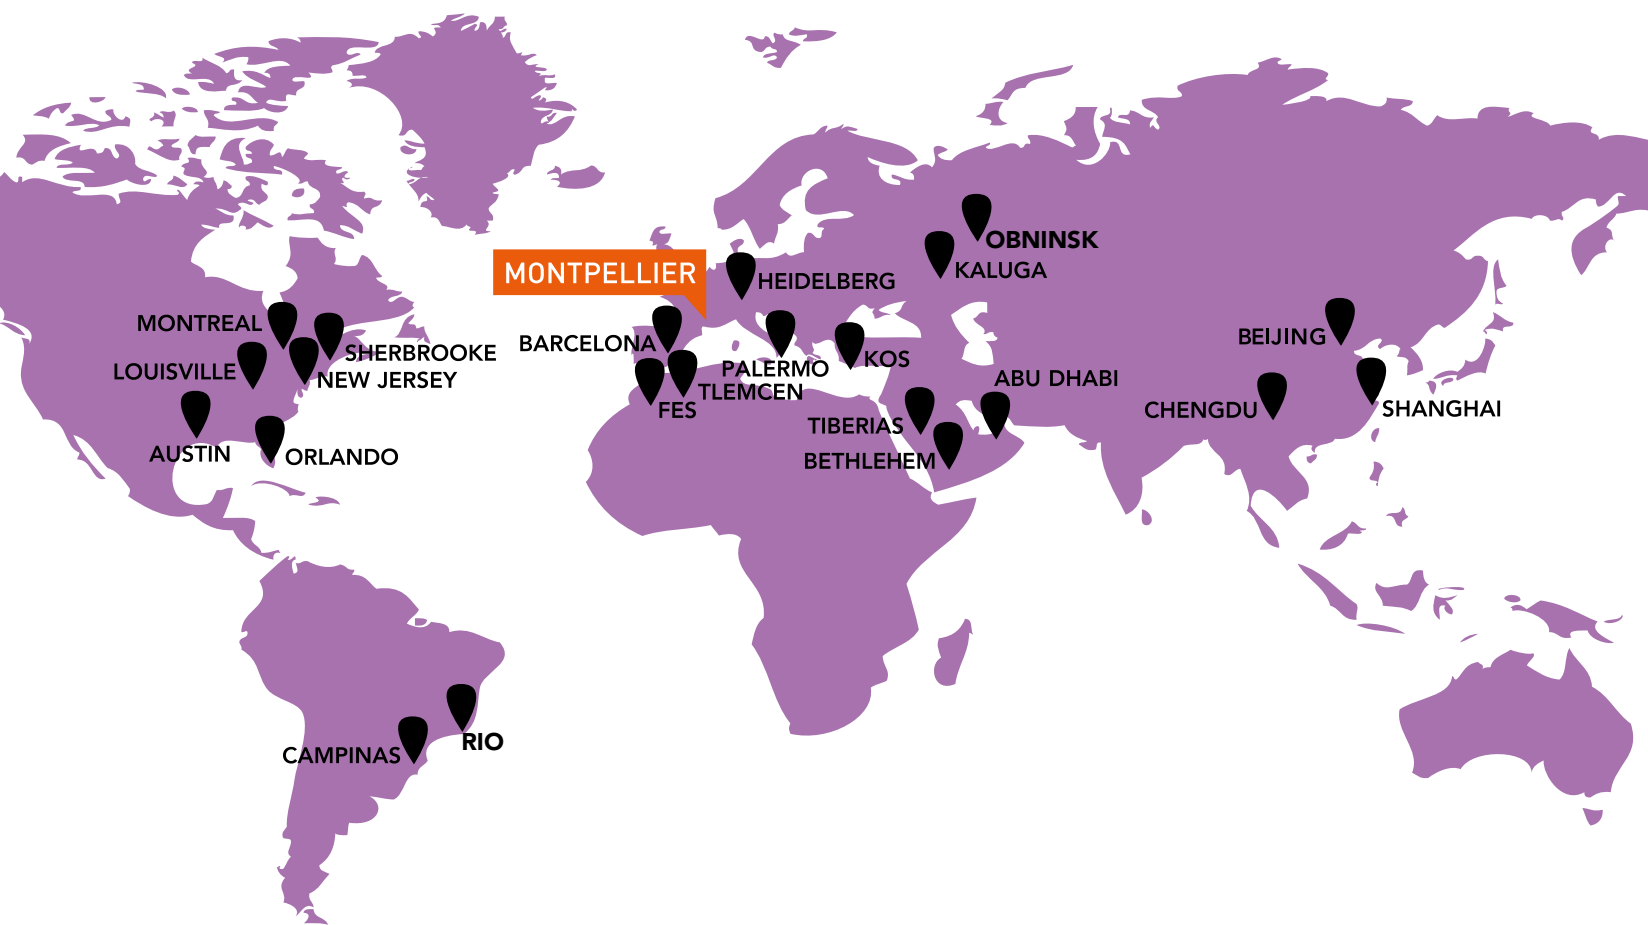 OBNINSK
KALUGA
MONTPELLIER
HEIDELBERG
MONTREAL
BARCELONA
SHERBROOKE
LOUISVILLE
NEW JERSEY
PALERMO
KOS
TLEMCEN
FES
ABU DHABI
BEIJING
CHENGDU
SHANGHAI
TIBERIAS
BETHLEHEM
AUSTIN
ORLANDO
RIO
CAMPINAS